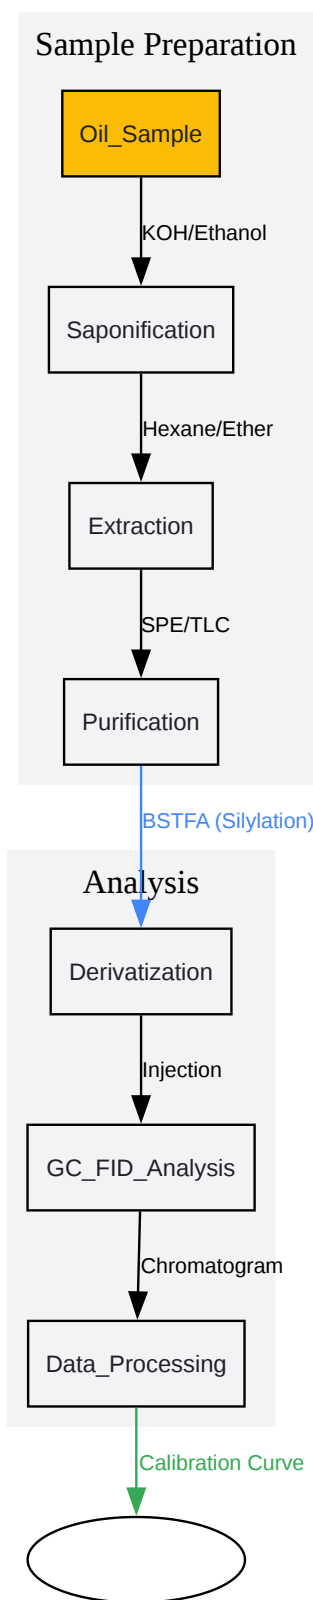 Sample Preparation
Oil_Sample
KOH/Ethanol
Saponification
Hexane/Ether
Extraction
SPE/TLC
Purification
BSTFA (Silylation)
Analysis
Derivatization
Injection
GC_FID_Analysis
Chromatogram
Data_Processing
Calibration Curve